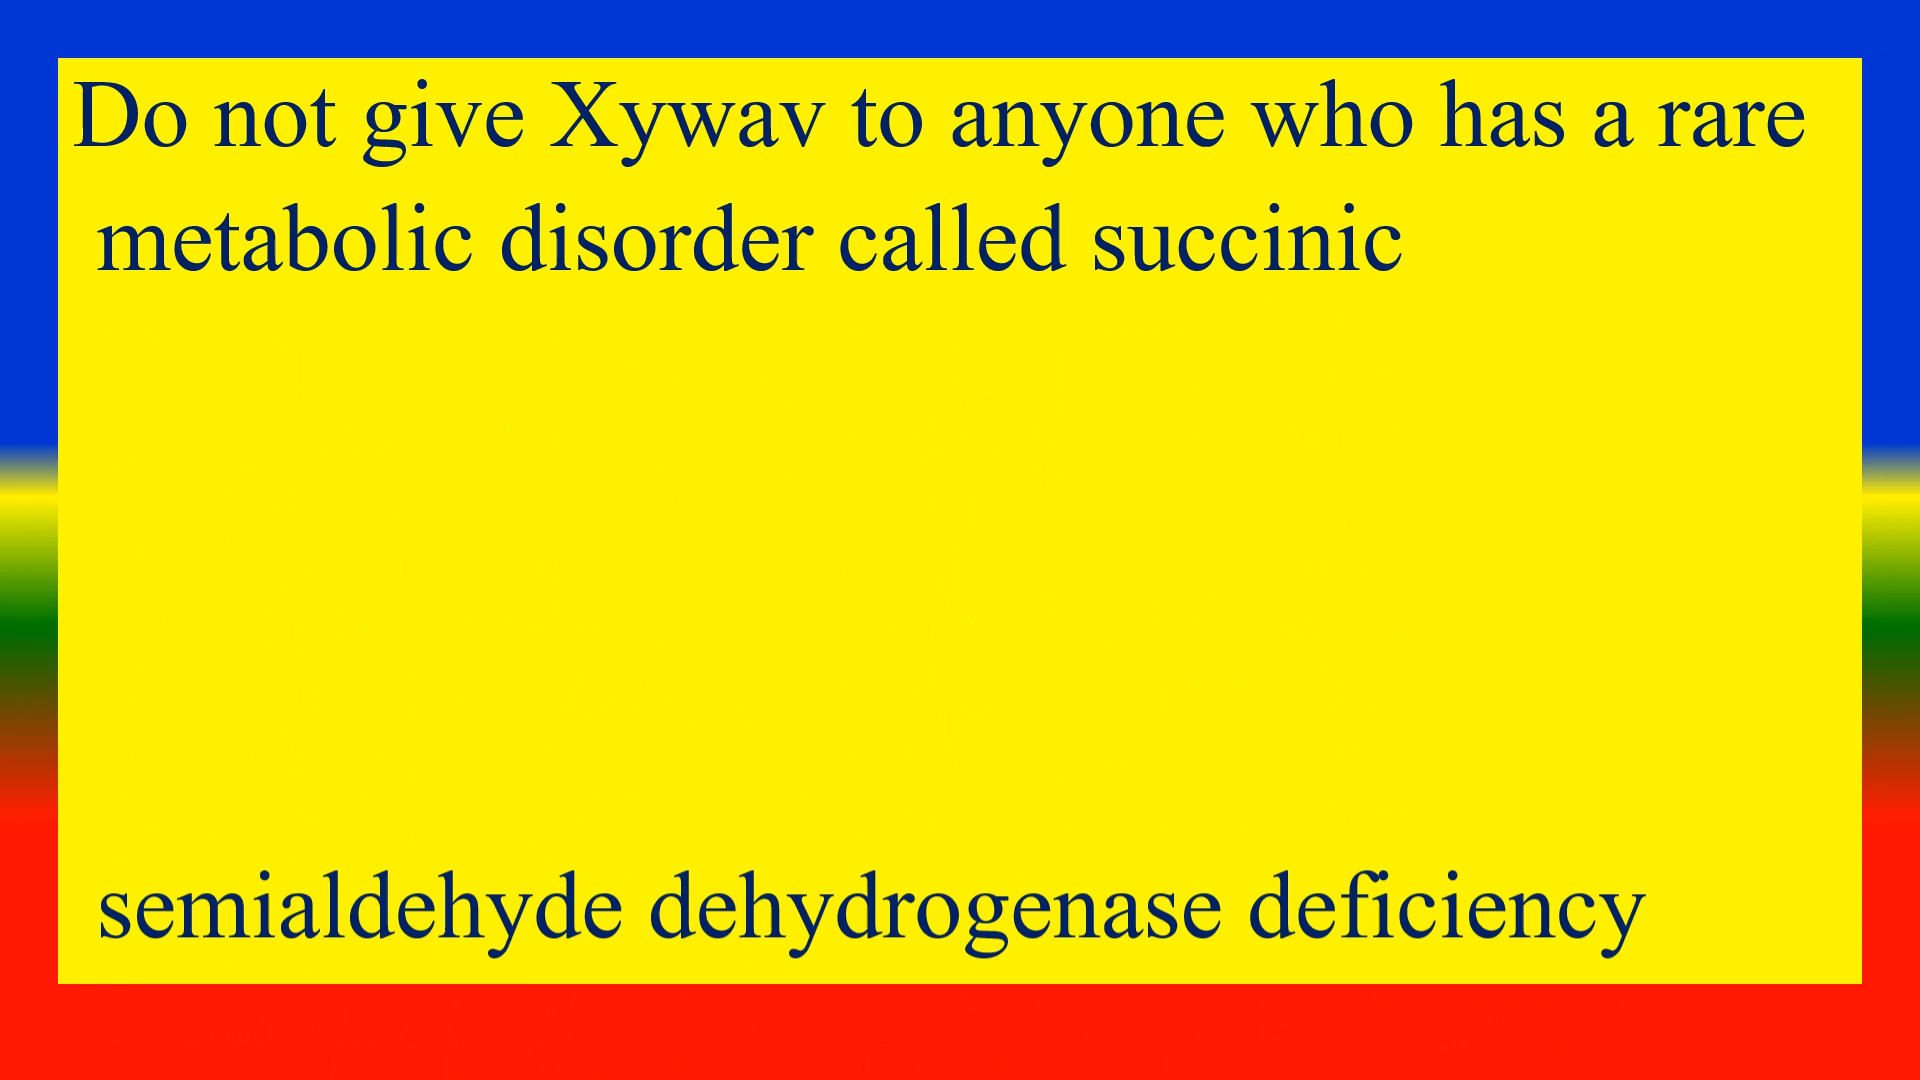 Do not give Xywav to anyone who has a rare
metabolic disorder called succinic
semialdehyde dehydrogenase deficiency